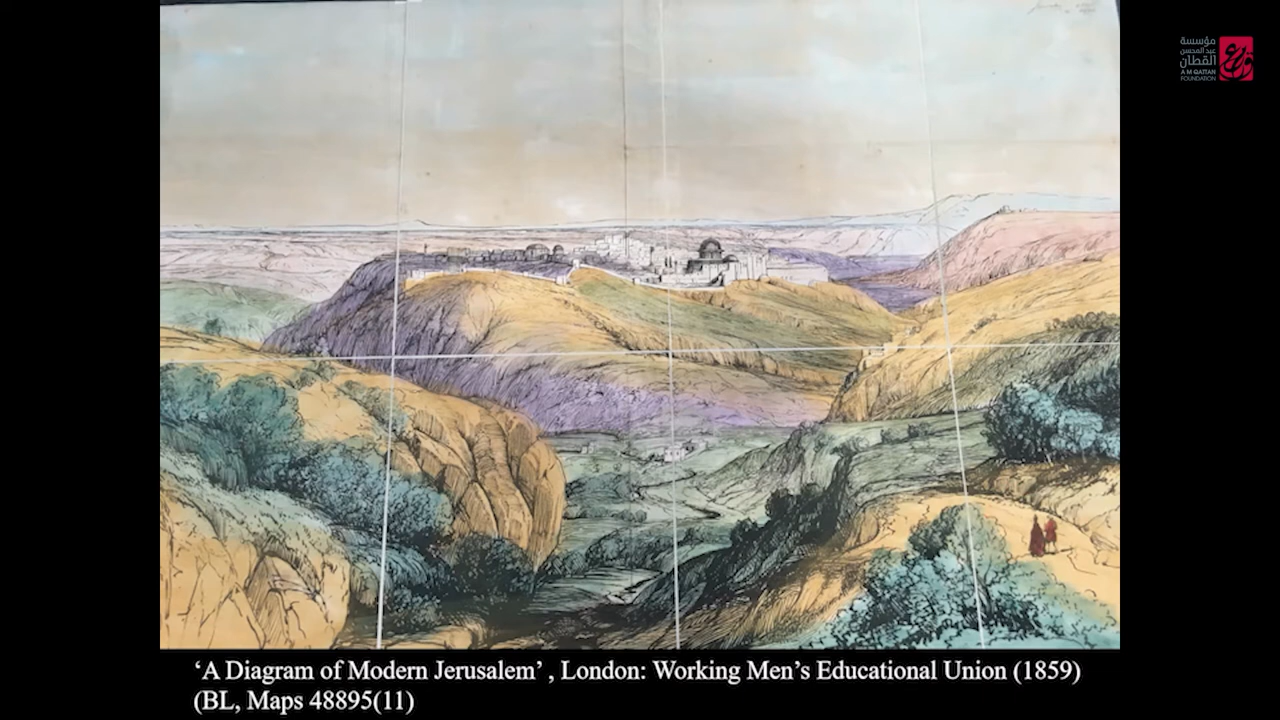 مؤسسة
عبد المحسن
القطان
A M QATTAN
FOUNDATION
‘A Diagram of Modern Jerusalem’ , London: Working Men’s Educational Union (1859)
(BL, Maps 48895(11)